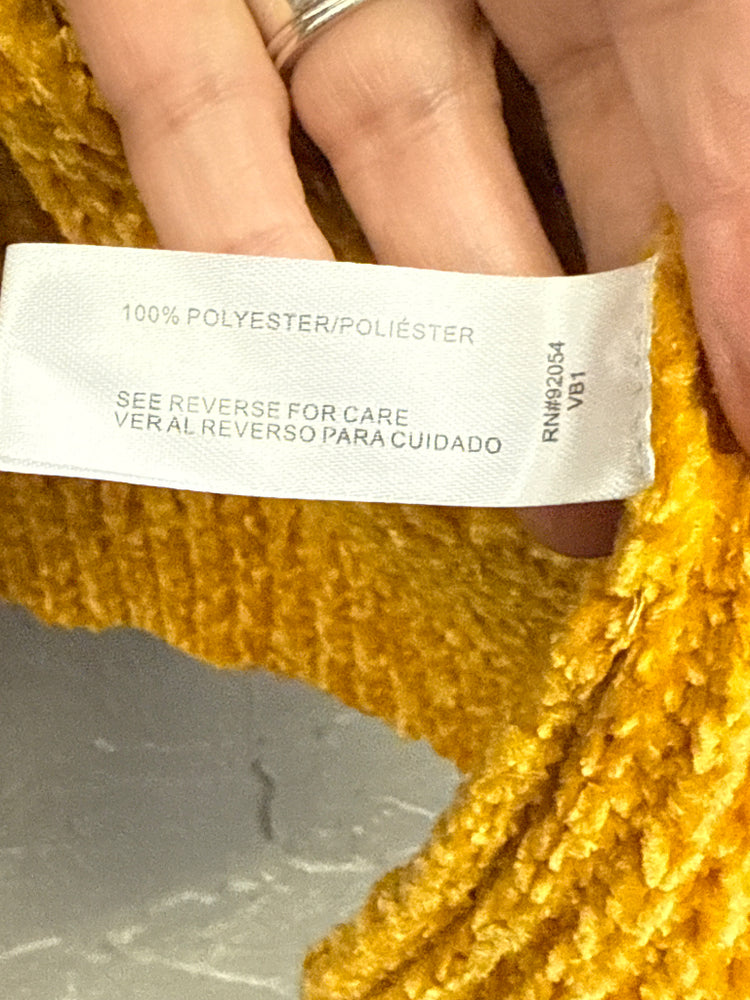 100% POLYESTER/POLIÉSTER
SEE REVERSE FOR CARE
VER AL REVERSO PARA CUIDADO
RN#92054
VB1